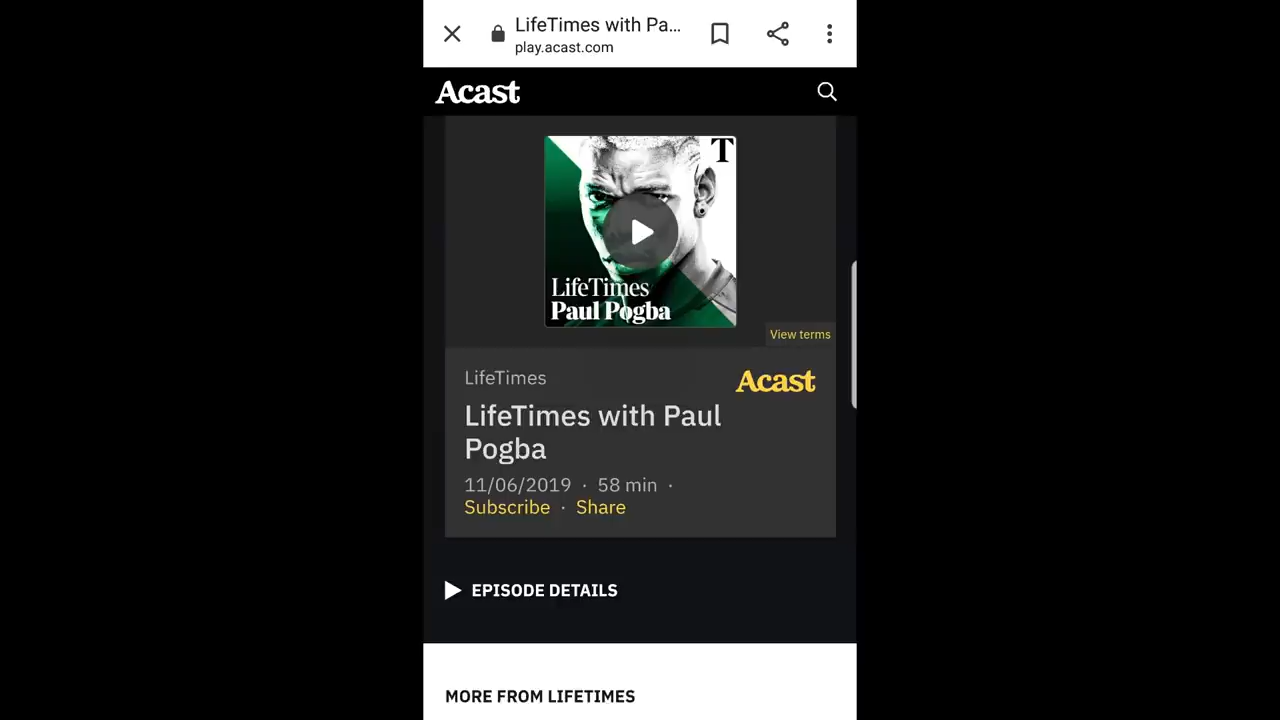 LifeTimes with Pa...
play.acast.com
Acast
T
LifeTimes
Paul Pogba
View terms
LifeTimes
Acast
LifeTimes with Paul
Pogba
11/06/2019 · 58 min ·
Subscribe · Share
EPISODE DETAILS
MORE FROM LIFETIMES